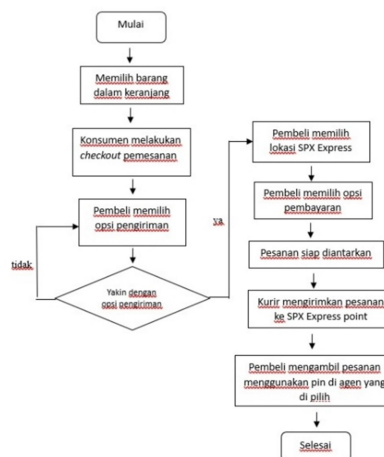 Mulai
Memilih barang
dalam keranjang
Konsumen melakukan
checkout pemesanan
Pembeli memilih
opsi pengiriman
tidak
Yakin dengan
opsi pengiriman
ya
Pembeli memilih
lokasi SPX Express
Pembeli memilih opsi
pembayaran
Pesanan siap diantarkan
Kurir mengirimkan pesanan
ke SPX Express point
Pembeli mengambil pesanan
menggunakan pin di agen yang
di pilih
Selesai